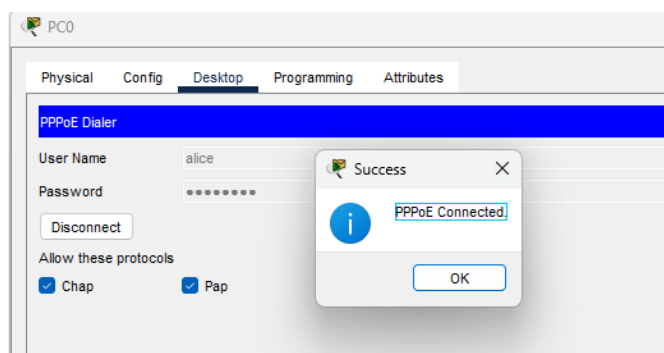 PC0
Physical Config Desktop Programming Attributes
PPPoE Dialer
User Name alice
Password ●●●●●●●●
Disconnect
Allow these protocols
Chap Pap
Success
PPPoE Connected.
OK